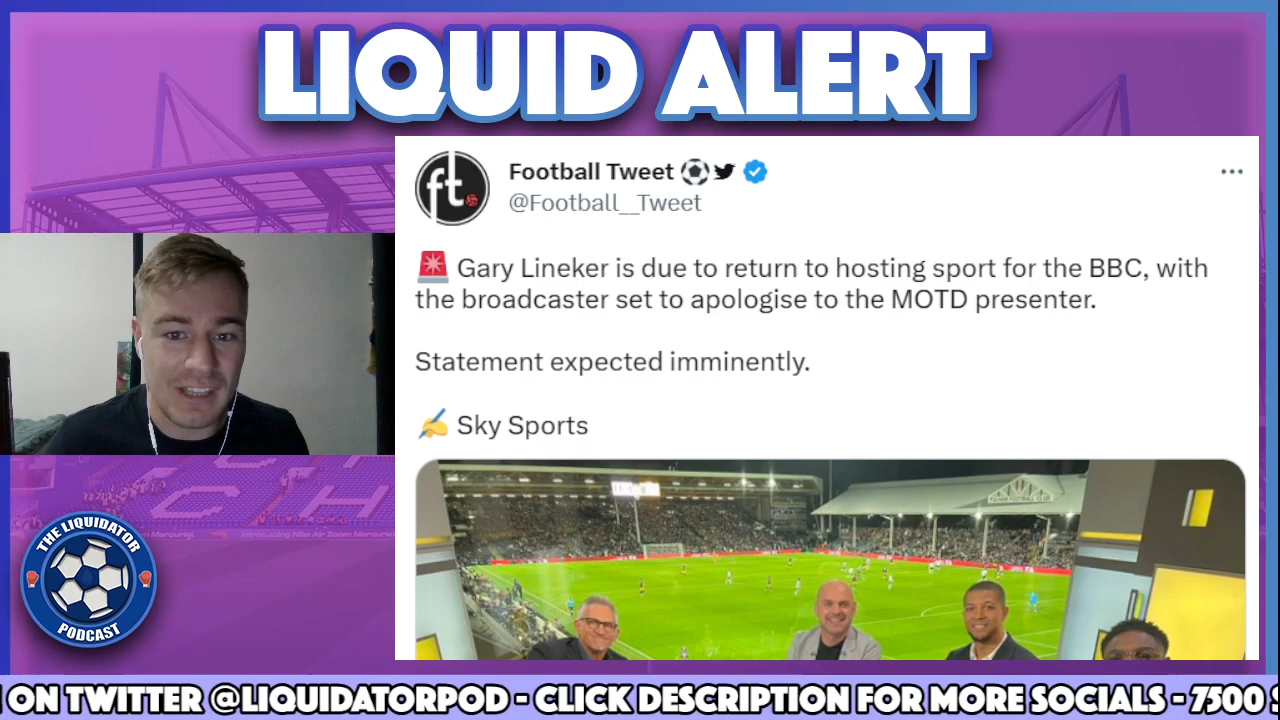 LIQUID ALERT
ft.
Football Tweet
@Football__Tweet
Gary Lineker is due to return to hosting sport for the BBC, with
the broadcaster set to apologise to the MOTD presenter.
Statement expected imminently.
Sky Sports
THE LIQUIDATOR
PODCAST
ON TWITTER @LIQUIDATORPOD - CLICK DESCRIPTION FOR MORE SOCIALS - 7500